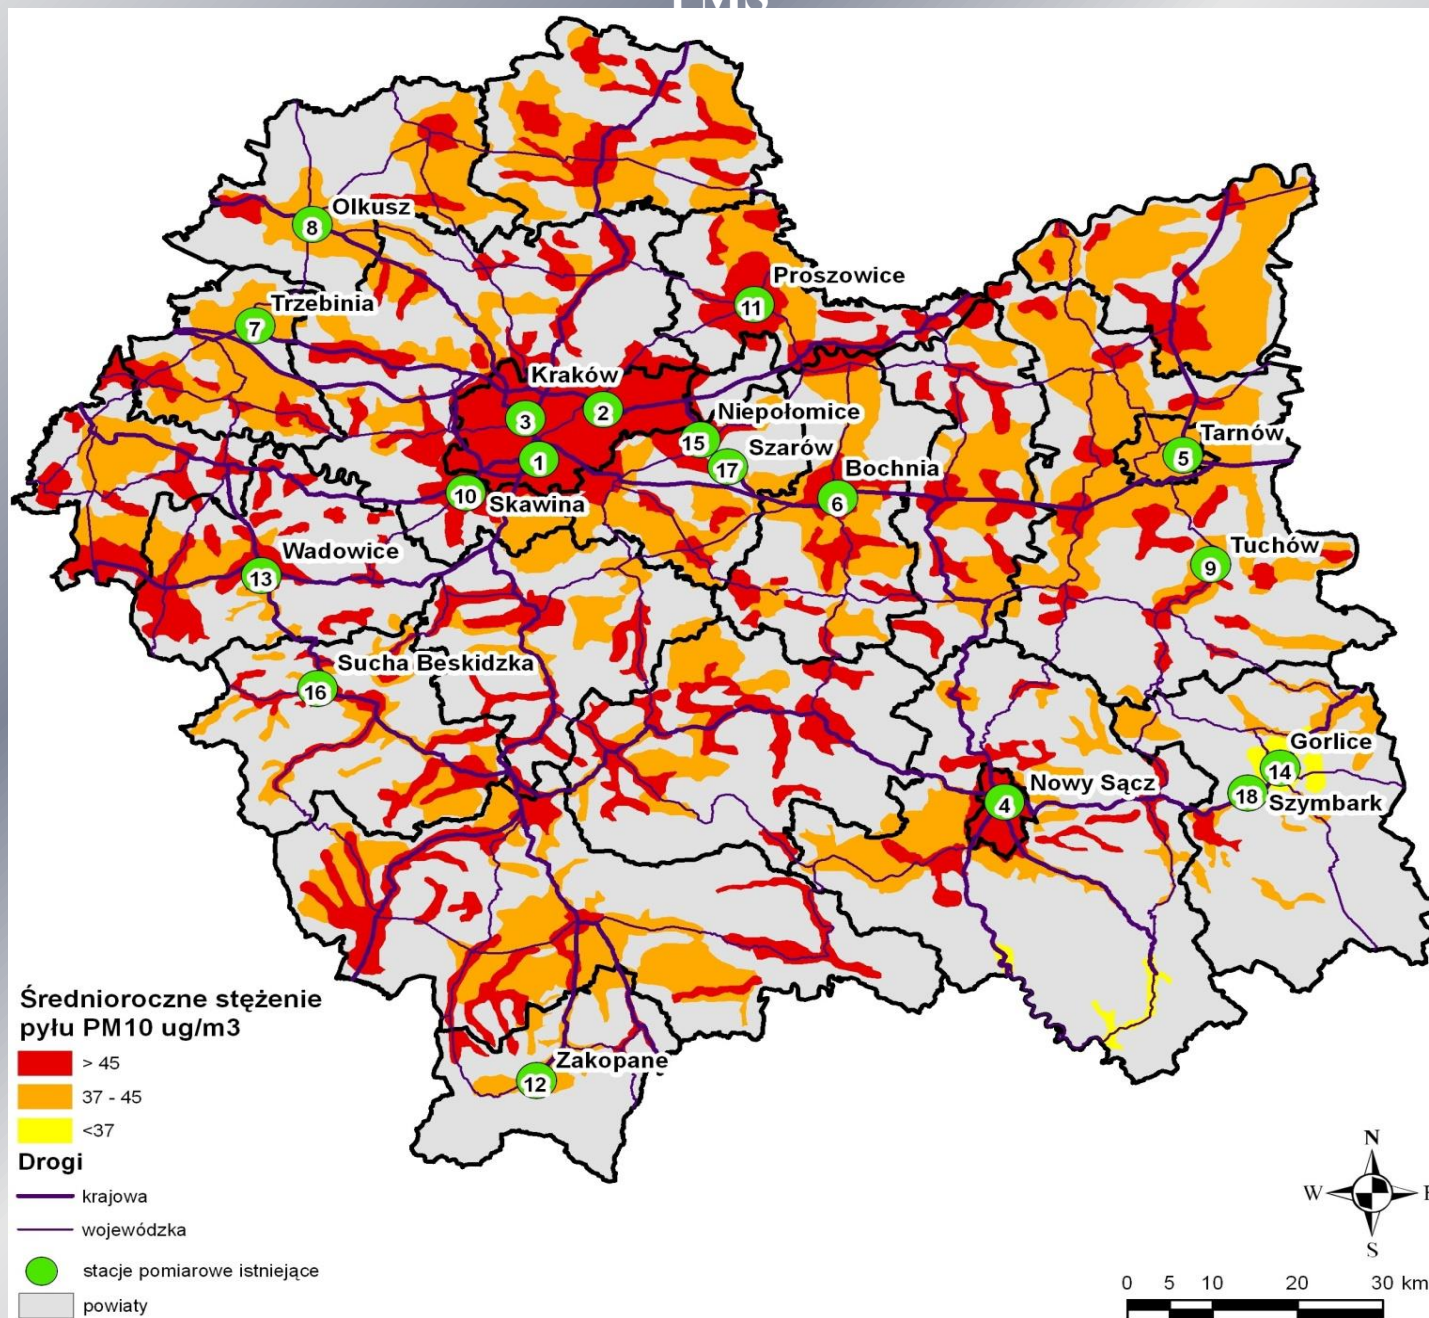 PMŚ
Olkusz
8
Trzebinia
7
Proszowice
11
Kraków
3
2
1
Niepołomice
15
Szarów
17
Bochnia
6
Tarnów
5
10
Skawina
Wadowice
13
Tuchów
9
Sucha Beskidzka
16
Gorlice
14
Nowy Sącz
4
18
Szymbark
Zakopane
12
Średnioroczne stężenie
pyłu PM10 ug/m3
> 45
37 - 45
<37
Drogi
krajowa
wojewódzka
stacje pomiarowe istniejące
powiaty
N
W E
S
0 5 10 20 30 km